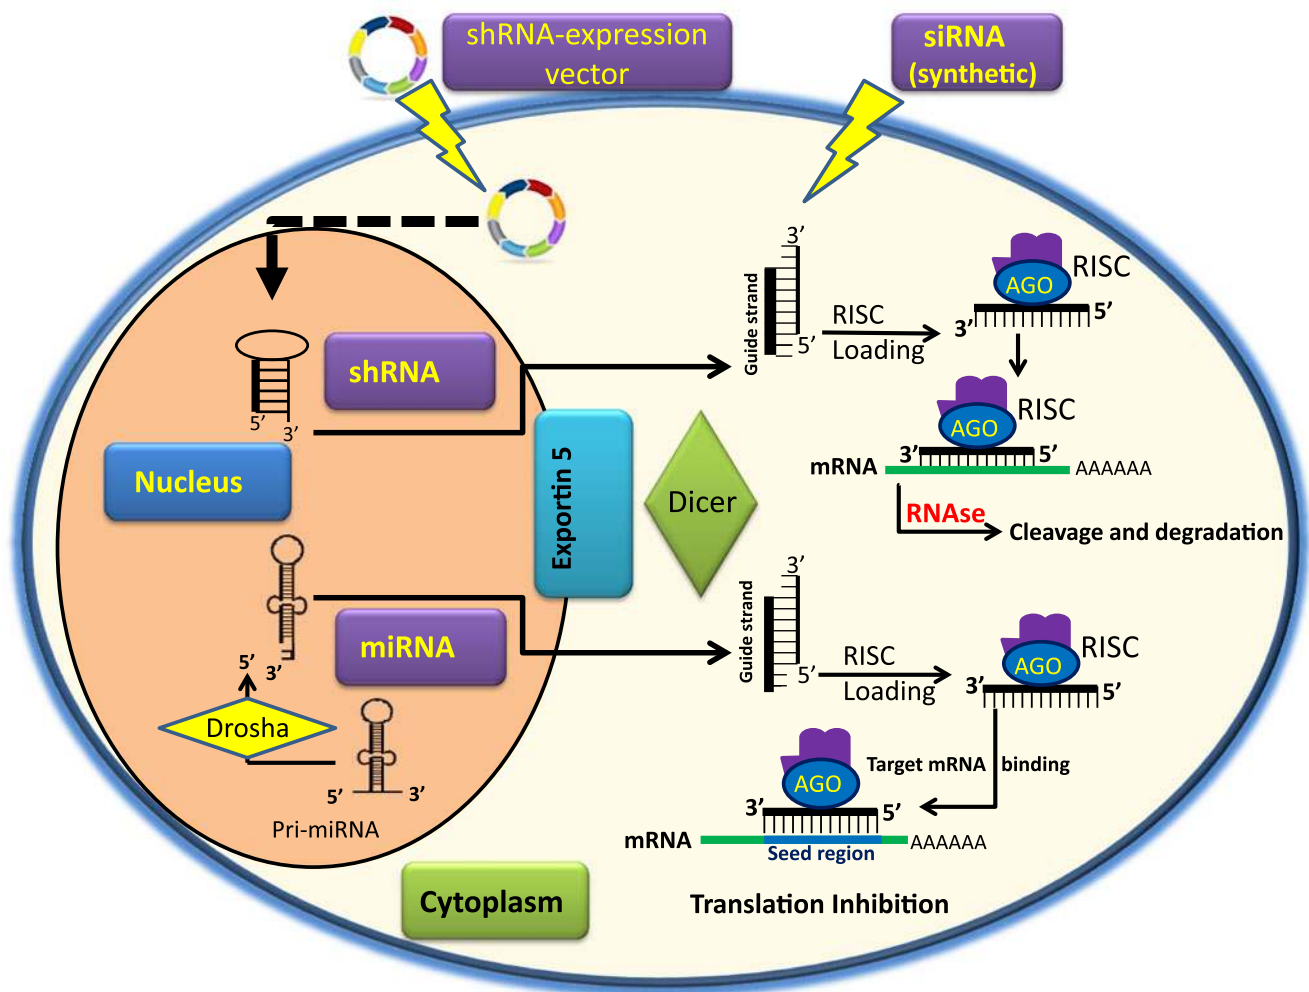 shRNA-expression
vector
siRNA
(synthetic)
3’
Guide strand
5’
RISC
Loading
AGO
RISC
3’
5’
shRNA
5’
3’
AGO
RISC
3’
5’
mRNA
AAAAAA
Nucleus
Exportin 5
Dicer
RNAse
Cleavage and degradation
3’
Guide strand
5’
RISC
Loading
AGO
RISC
3’
5’
miRNA
5’
3’
Drosha
5’
3’
Pri-miRNA
Target mRNA binding
AGO
3’
5’
mRNA
AAAAAA
Seed region
Cytoplasm
Translation Inhibition